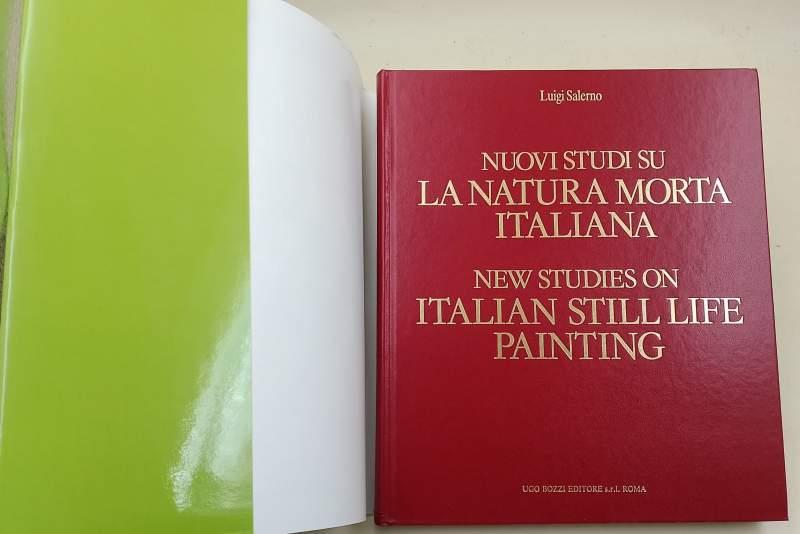 Luigi Salerno
NUOVI STUDI SU
LA NATURA MORTA
ITALIANA
NEW STUDIES ON
ITALIAN STILL LIFE
PAINTING
UGO BOZZI EDITORE s.r.l. ROMA